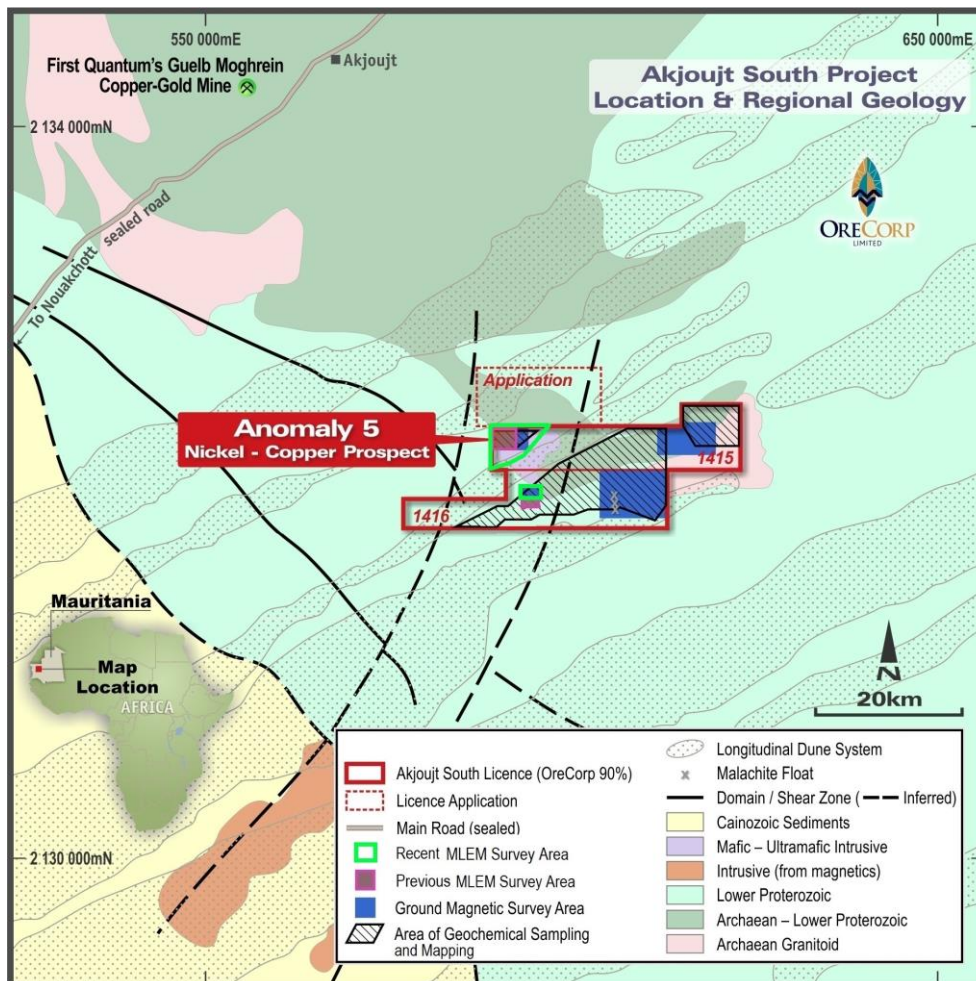 550 000mE
650 000mE
First Quantum's Guelb Moghrein
Copper-Gold Mine
Akjoujt
Akjoujt South Project
Location & Regional Geology
2 134 000mN
ORECORP
LIMITED
To Nouakchott sealed road
Application
Anomaly 5
Nickel - Copper Prospect
1415
1416
Mauritania
Map
Location
AFRICA
N
20km
Akjoujt South Licence (OreCorp 90%)
Licence Application
Main Road (sealed)
Recent MLEM Survey Area
Previous MLEM Survey Area
Ground Magnetic Survey Area
Area of Geochemical Sampling
and Mapping
Longitudinal Dune System
Malachite Float
Domain / Shear Zone ( Inferred)
Cainozoic Sediments
Mafic – Ultramafic Intrusive
Intrusive (from magnetics)
Lower Proterozoic
Archaean – Lower Proterozoic
Archaean Granitoid
2 130 000mN